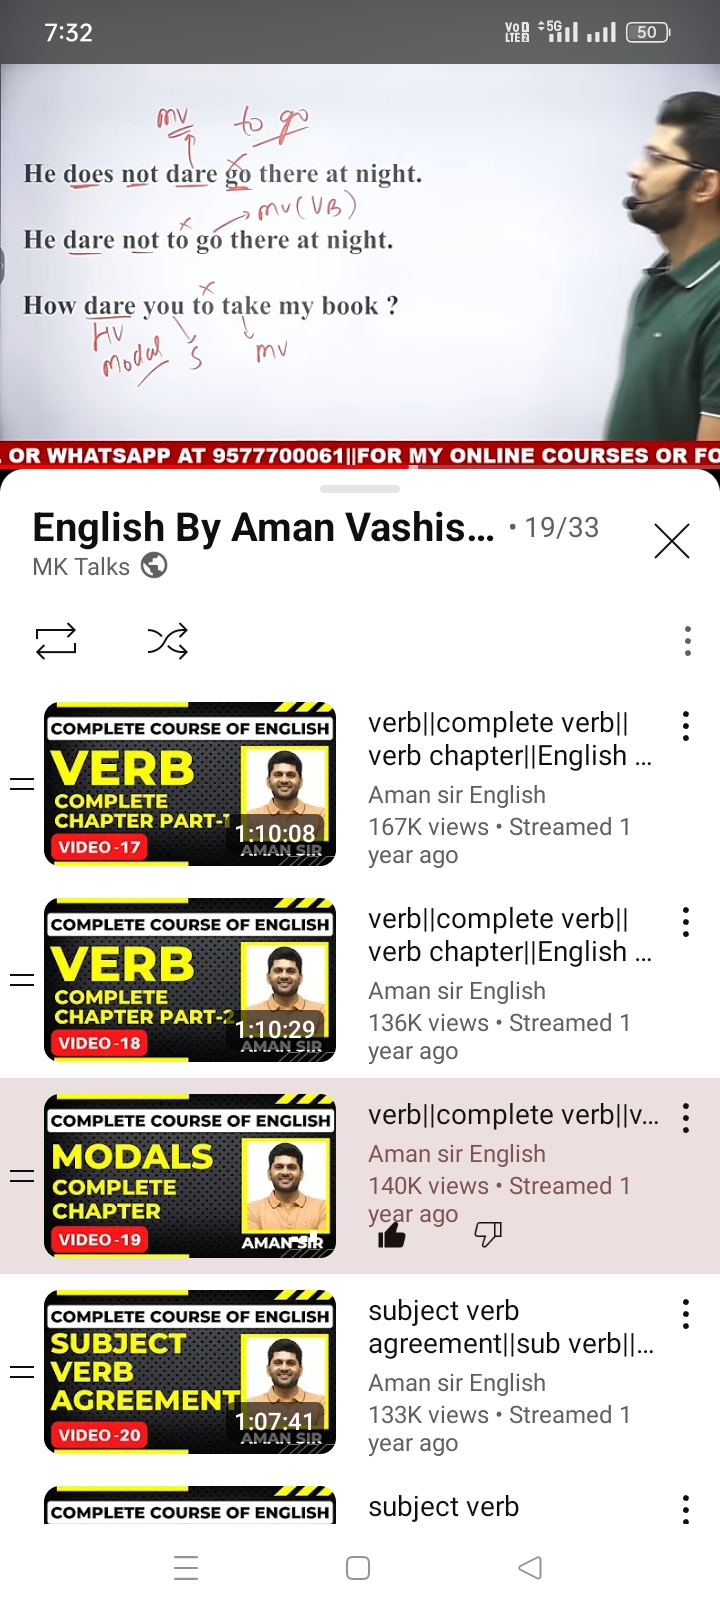 7:32
VoD LTE2 5G 50
mv to go
He does not dare go there at night.
mv (VB)
He dare not to go there at night.
How dare you to take my book ?
HV
modal S mv
. OR WHATSAPP AT 9577700061||FOR MY ONLINE COURSES OR FO
English By Aman Vashis... • 19/33
MK Talks
COMPLETE COURSE OF ENGLISH
VERB
COMPLETE
CHAPTER PART-1
VIDEO -17
1:10:08
AMAN SIR
verb||complete verb||
verb chapter||English ...
Aman sir English
167K views • Streamed 1
year ago
COMPLETE COURSE OF ENGLISH
VERB
COMPLETE
CHAPTER PART-2
VIDEO -18
1:10:29
AMAN SIR
verb||complete verb||
verb chapter||English ...
Aman sir English
136K views • Streamed 1
year ago
COMPLETE COURSE OF ENGLISH
MODALS
COMPLETE
CHAPTER
VIDEO -19
AMAN SIR
verb||complete verb||v...
Aman sir English
140K views • Streamed 1
year ago
COMPLETE COURSE OF ENGLISH
SUBJECT
VERB
AGREEMENT
VIDEO -20
1:07:41
AMAN SIR
subject verb
agreement||sub verb||...
Aman sir English
133K views • Streamed 1
year ago
COMPLETE COURSE OF ENGLISH
subject verb